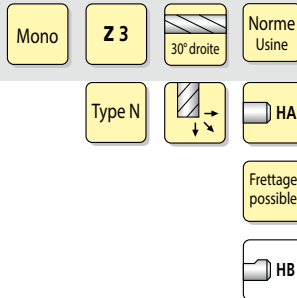 Mono
Z 3
30° droite
Norme
Usine
Type N
HA
Frettage
possible
HB